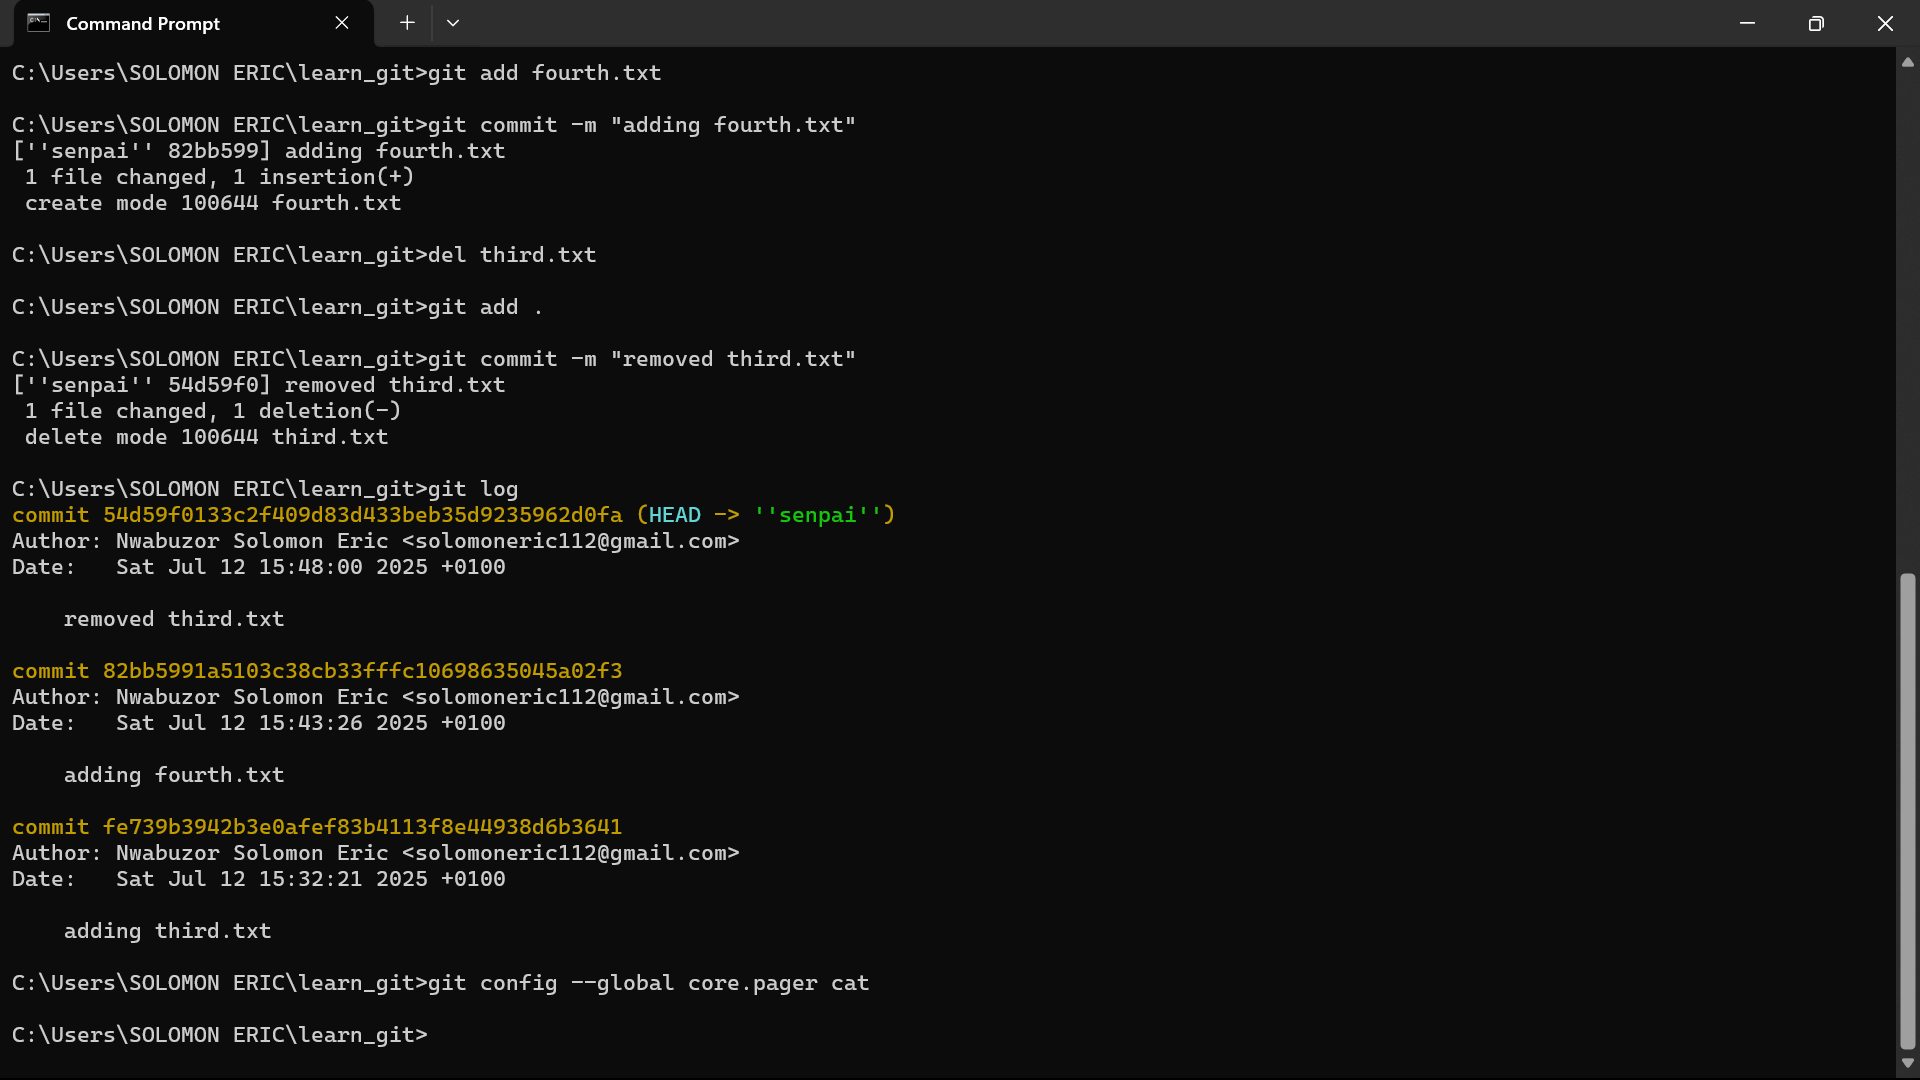 Command Prompt
C:\Users\SOLOMON ERIC\learn_git>git add fourth.txt
C:\Users\SOLOMON ERIC\learn_git>git commit -m "adding fourth.txt"
[''senpai'' 82bb599] adding fourth.txt
 1 file changed, 1 insertion(+)
 create mode 100644 fourth.txt
C:\Users\SOLOMON ERIC\learn_git>del third.txt
C:\Users\SOLOMON ERIC\learn_git>git add .
C:\Users\SOLOMON ERIC\learn_git>git commit -m "removed third.txt"
[''senpai'' 54d59f0] removed third.txt
 1 file changed, 1 deletion(-)
 delete mode 100644 third.txt
C:\Users\SOLOMON ERIC\learn_git>git log
commit 54d59f0133c2f409d83d433beb35d9235962d0fa (HEAD -> ''senpai'')
Author: Nwabuzor Solomon Eric <solomoneric112@gmail.com>
Date:   Sat Jul 12 15:48:00 2025 +0100
    removed third.txt
commit 82bb5991a5103c38cb33fffc10698635045a02f3
Author: Nwabuzor Solomon Eric <solomoneric112@gmail.com>
Date:   Sat Jul 12 15:43:26 2025 +0100
    adding fourth.txt
commit fe739b3942b3e0afef83b4113f8e44938d6b3641
Author: Nwabuzor Solomon Eric <solomoneric112@gmail.com>
Date:   Sat Jul 12 15:32:21 2025 +0100
    adding third.txt
C:\Users\SOLOMON ERIC\learn_git>git config --global core.pager cat
C:\Users\SOLOMON ERIC\learn_git>